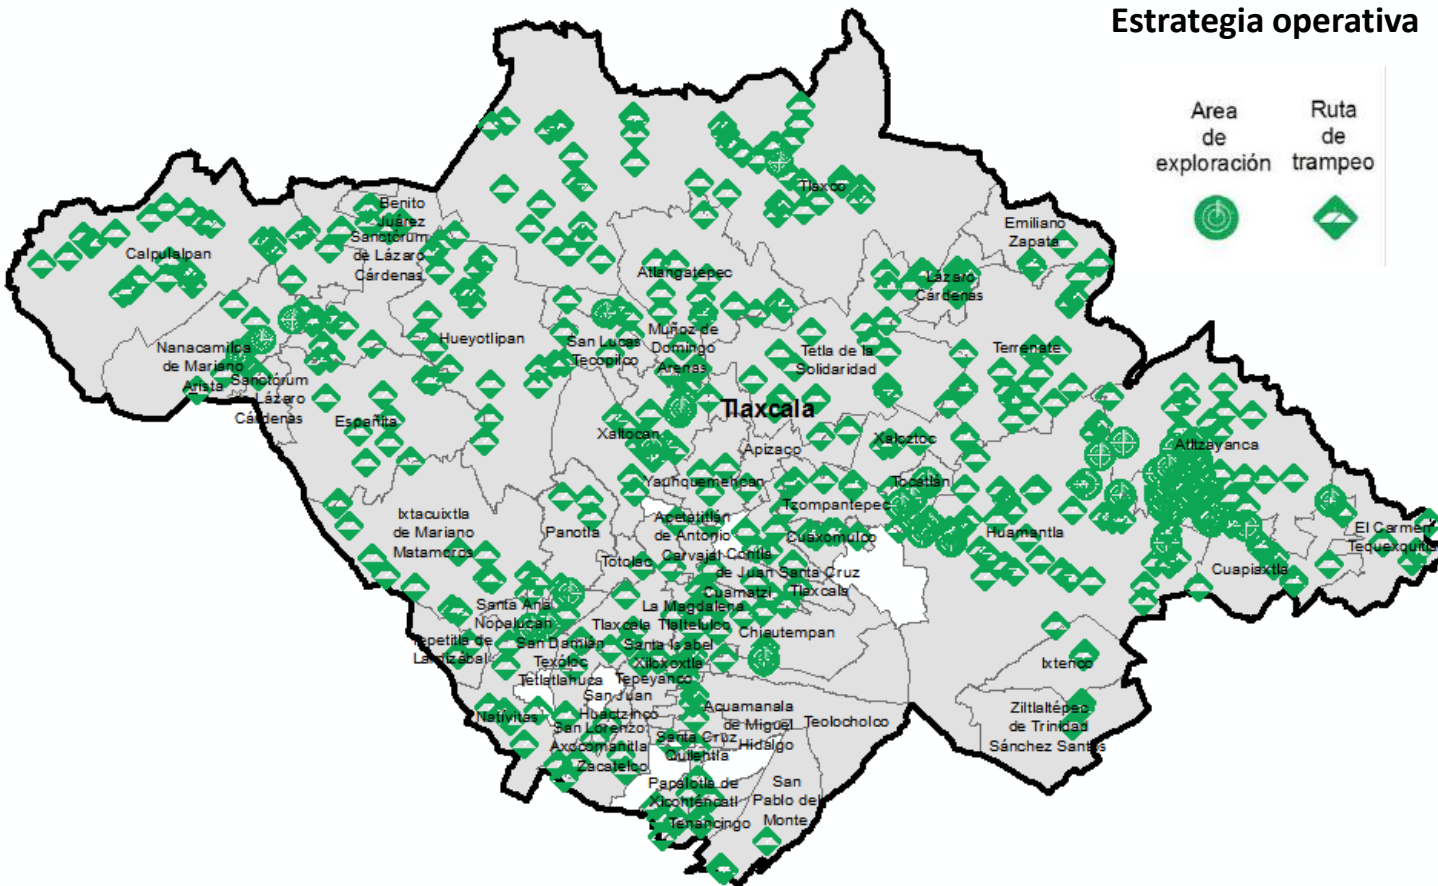 Estrategia operativa
Area
de
exploración
Ruta
de
trampeo
Benito
Juárez
Sanctórum
de Lázaro
Cárdenas
Calpulalpan
Tlaxco
Emiliano
Zapata
Atlangatepec
Lázaro
Cárdenas
Hueyotlipan
San Lucas
Tecopilco
Muñoz de
Domingo
Arenas
Tetla de la
Solidaridad
Terrenate
Nanacamilpa
de Mariano
Arista
Sanctórum
de Lázaro
Cárdenas
Españita
Tlaxcala
Xaltocan
Apizaco
Xaloztoc
Altzayanca
Yauhquemehcan
Tocatlán
Tzompantepec
Ixtacuixtla
de Mariano
Matamoros
Panotla
Apetatitlán
de Antonio
Carvajal
Cuaxomulco
Huamantla
El Carmen
Tequexquitla
Totolac
Contla
de Juan
Cuamatzi
Santa Cruz
Tlaxcala
Cuapiaxtla
Santa Ana
Nopalucan
La Magdalena
Tlaltelulco
Tlaxcala
Chiautempan
Tepetitla de
Lardizábal
San Damián
Texóloc
Santa Isabel
Xiloxoxtla
Tetlatlahuca
Tepeyanco
Ixtenco
San Juan
Huactzinco
Acuamanala
de Miguel
Hidalgo
Teolocholco
Ziltlaltépec
de Trinidad
Sánchez Santos
Nativitas
San Lorenzo
Axocomanitla
Santa Cruz
Quilehtla
Zacatelco
Papalotla de
Xicohténcatl
San
Pablo del
Monte
Tenancingo